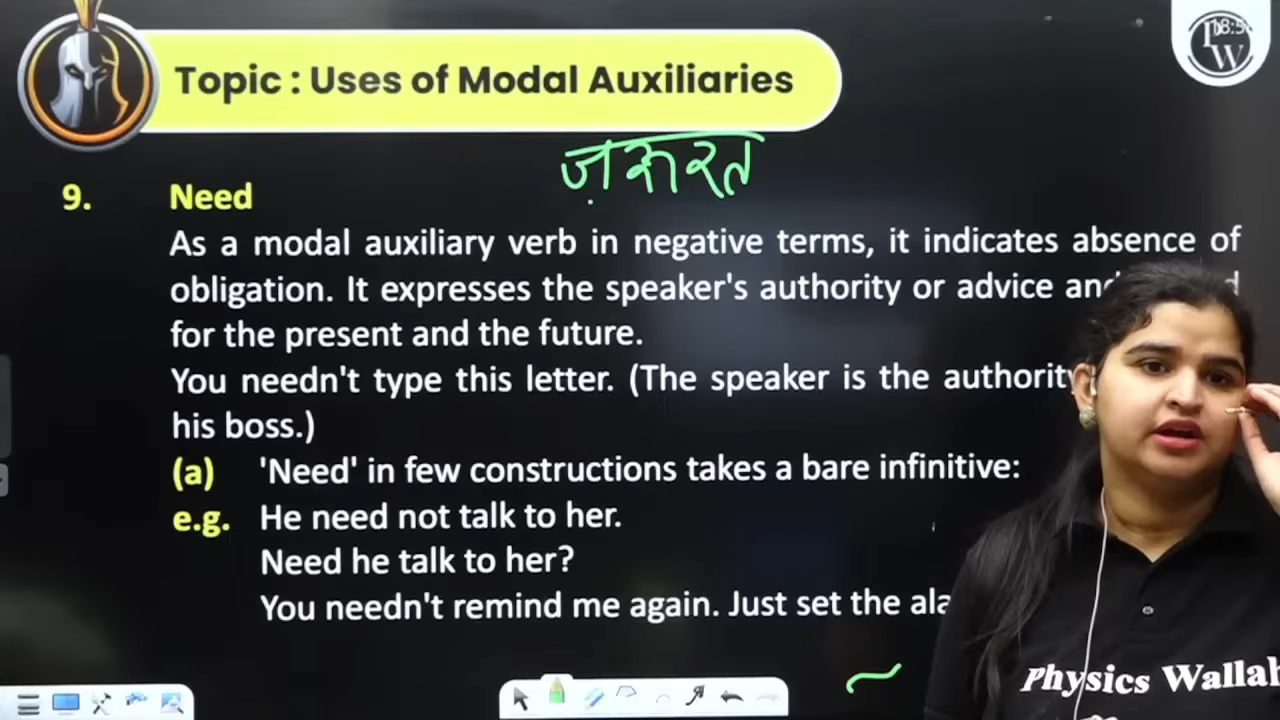 Topic : Uses of Modal Auxiliaries
ज़रूरत
9. Need
As a modal auxiliary verb in negative terms, it indicates absence of
obligation. It expresses the speaker's authority or advice
for the present and the future.
You needn't type this letter. (The speaker is the authority
his boss.)
(a) 'Need' in few constructions takes a bare infinitive:
e.g. He need not talk to her.
Need he talk to her?
You needn't remind me again. Just set the
PW
Physics